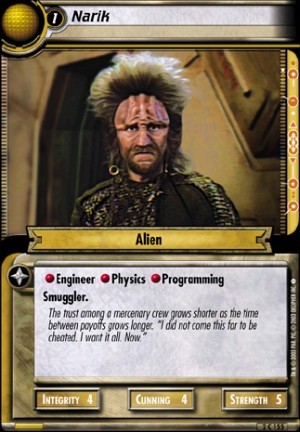 1 Narik
Alien
Engineer Physics Programming
Smuggler.
The trust among a mercenary crew grows shorter as the
time between payoffs grows longer. "I did not come this far to be
cheated. I want it all. Now."
INTEGRITY 4 CUNNING 4 STRENGTH 5
2 C 155